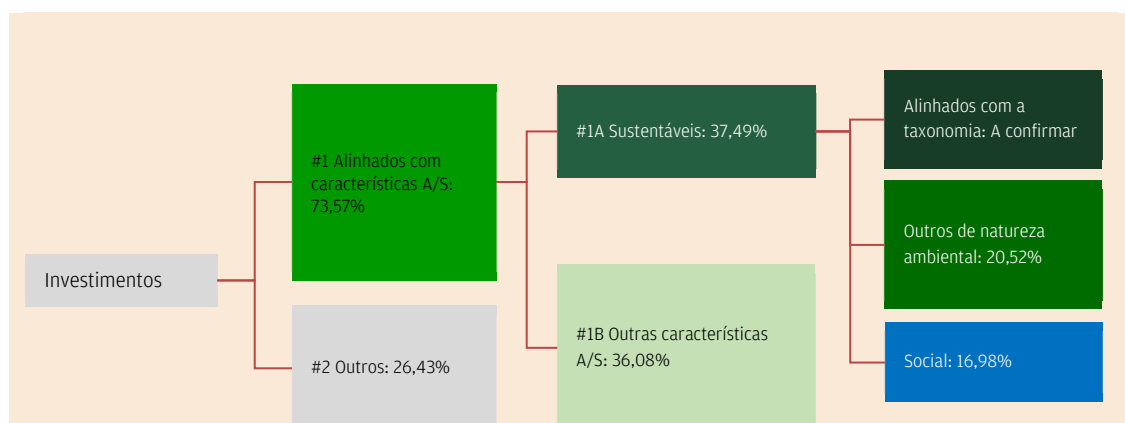 Investimentos
#1 Alinhados com
características A/S:
73,57%
#2 Outros: 26,43%
#1A Sustentáveis: 37,49%
#1B Outras características
A/S: 36,08%
Alinhados com a
taxonomia: A confirmar
Outros de natureza
ambiental: 20,52%
Social: 16,98%